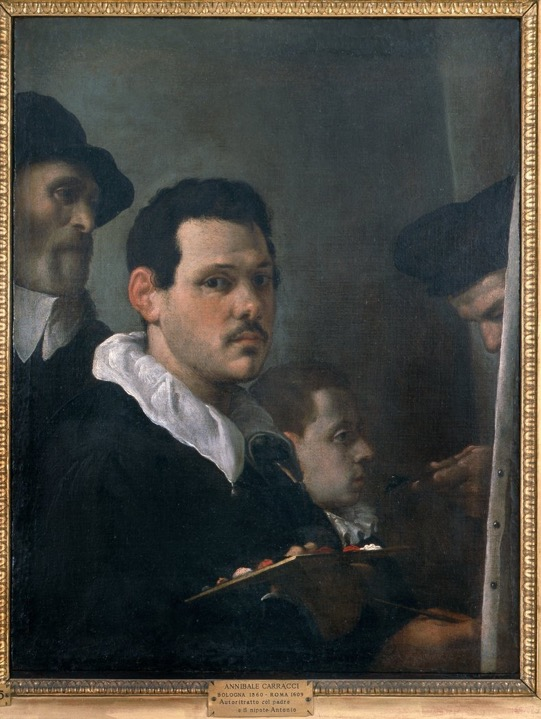 ANNIBALE CARRACCI
BOLOGNA 1560 - ROMA 1609
Autoritratto col padre
e il nipote Antonio